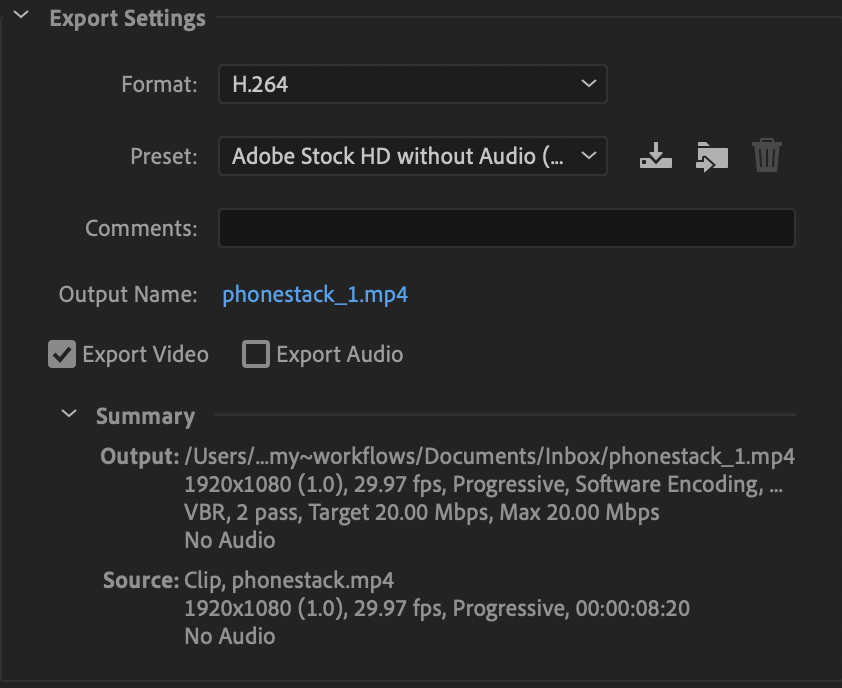 Export Settings
Format: H.264
Preset: Adobe Stock HD without Audio (...
Comments:
Output Name: phonestack_1.mp4
Export Video Export Audio
Summary
Output: /Users/...my~workflows/Documents/Inbox/phonestack_1.mp4
1920x1080 (1.0), 29.97 fps, Progressive, Software Encoding, ...
VBR, 2 pass, Target 20.00 Mbps, Max 20.00 Mbps
No Audio
Source: Clip, phonestack.mp4
1920x1080 (1.0), 29.97 fps, Progressive, 00:00:08:20
No Audio